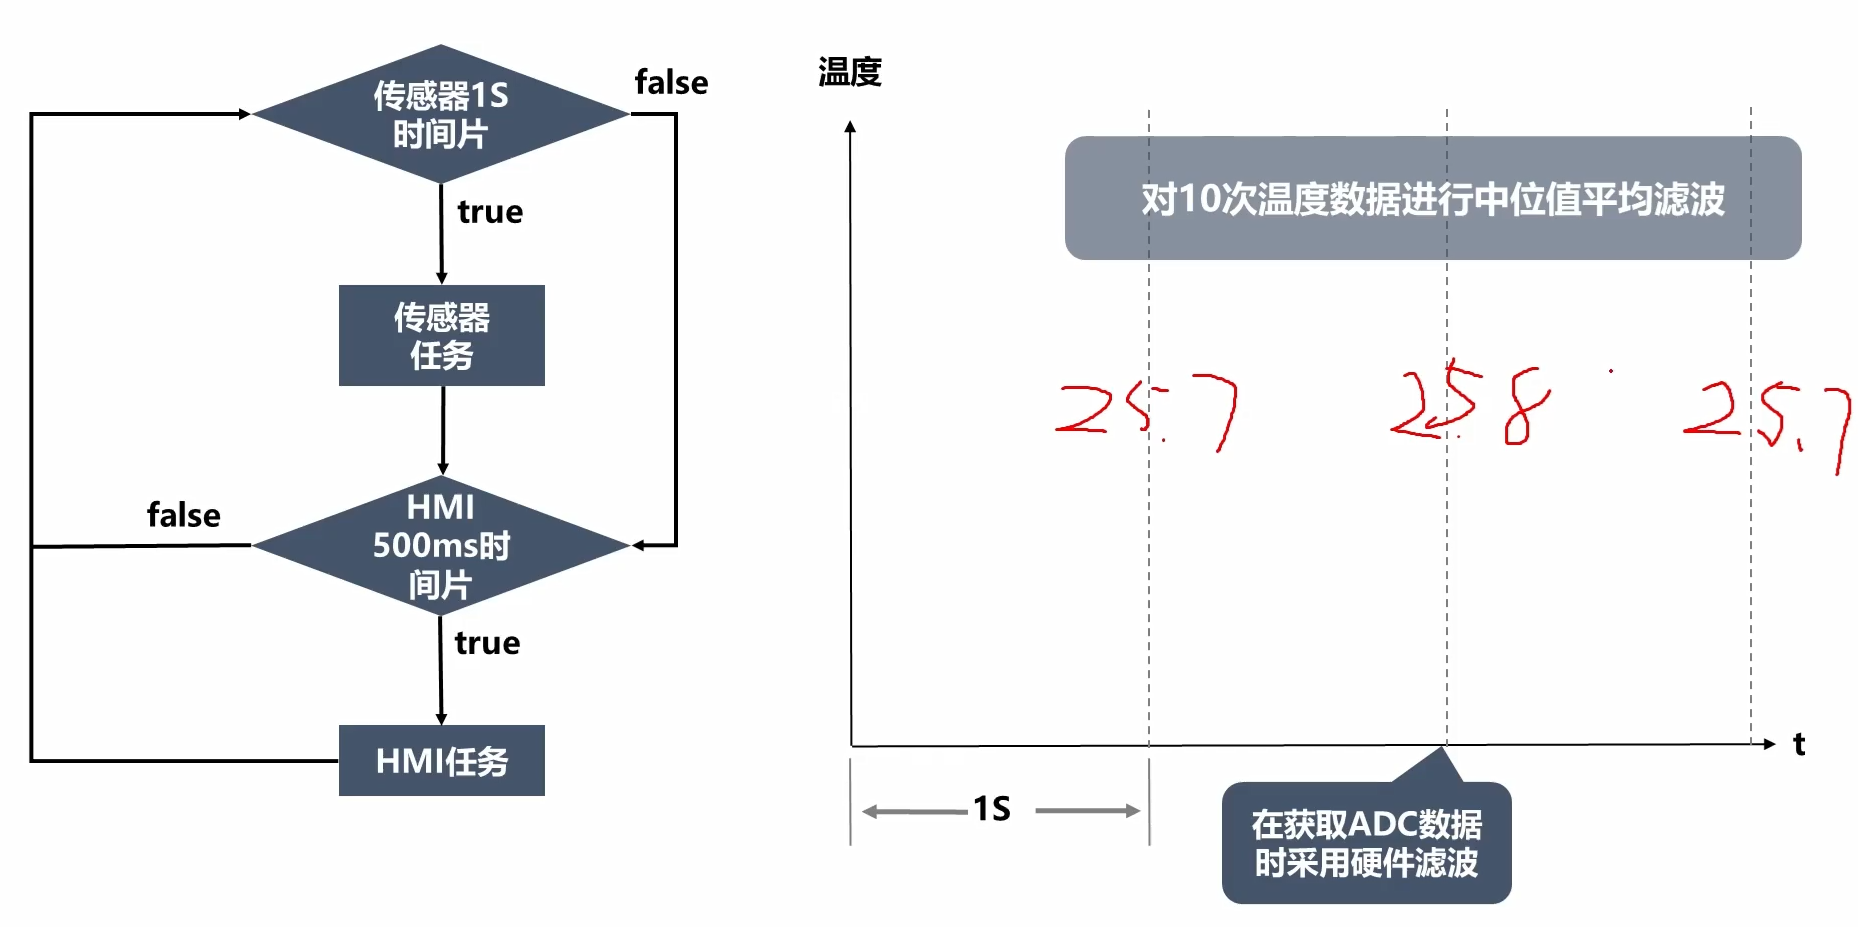 传感器1S
时间片
false
true
传感器
任务
false
HMI
500ms时
间片
true
HMI任务
温度
对10次温度数据进行中位值平均滤波
25.7
25.8
25.7
t
1S
在获取ADC数据
时采用硬件滤波